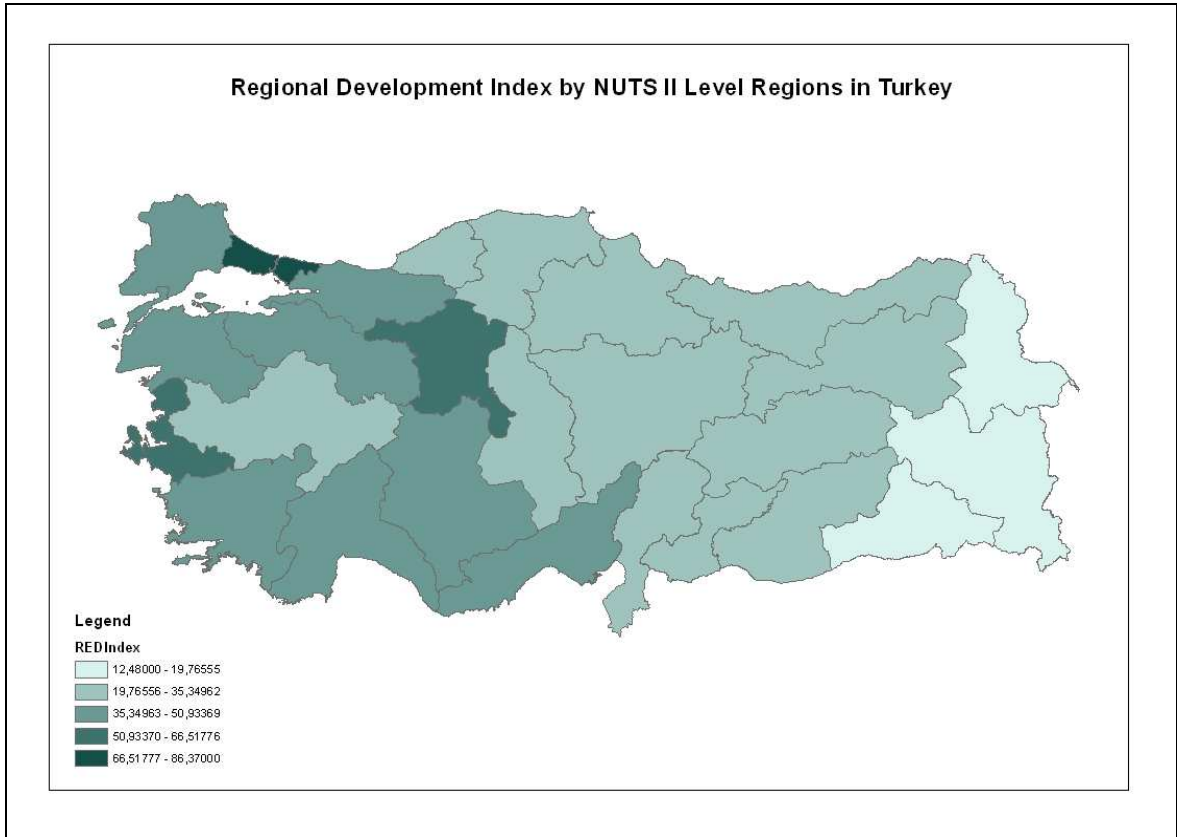 Regional Development Index by NUTS II Level Regions in Turkey
Legend
REDIndex
12,48000 - 19,76555
19,76556 - 35,34962
35,34963 - 50,93369
50,93370 - 66,51776
66,51777 - 86,37000